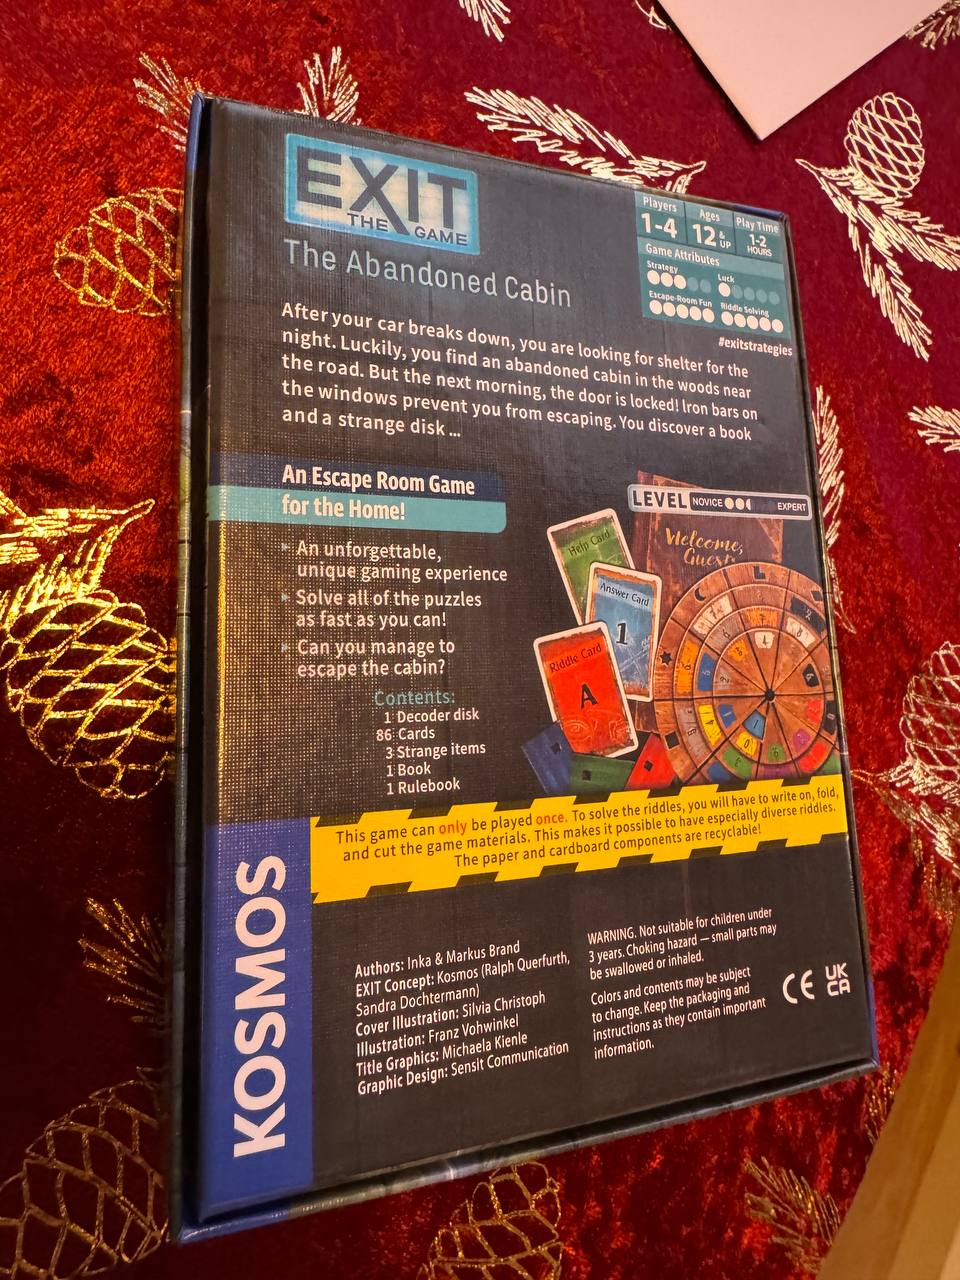 EXIT
THE GAME
The Abandoned Cabin
Players
1-4
Ages
12 & UP
Play Time
1-2
HOURS
Game Attributes
Strategy
Luck
Escape-Room Fun
Riddle Solving
#exitstrategies
After your car breaks down, you are looking for shelter for the
night. Luckily, you find an abandoned cabin in the woods near
the road. But the next morning, the door is locked! Iron bars on
the windows prevent you from escaping. You discover a book
and a strange disk ...
An Escape Room Game
for the Home!
An unforgettable,
unique gaming experience
Solve all of the puzzles
as fast as you can!
Can you manage to
escape the cabin?
Contents:
1 Decoder disk
86 Cards
3 Strange items
1 Book
1 Rulebook
LEVEL NOVICE EXPERT
Welcome,
Guests
Help Card
Answer Card
1
Riddle Card
A
This game can only be played once. To solve the riddles, you will have to write on, fold,
and cut the game materials. This makes it possible to have especially diverse riddles.
The paper and cardboard components are recyclable!
KOSMOS
Authors: Inka & Markus Brand
EXIT Concept: Kosmos (Ralph Querfurth,
Sandra Dochtermann)
Cover Illustration: Silvia Christoph
Illustration: Franz Vohwinkel
Title Graphics: Michaela Kienle
Graphic Design: Sensit Communication
WARNING. Not suitable for children under
3 years. Choking hazard — small parts may
be swallowed or inhaled.
Colors and contents may be subject
to change. Keep the packaging and
instructions as they contain important
information.
CE
UK
CA